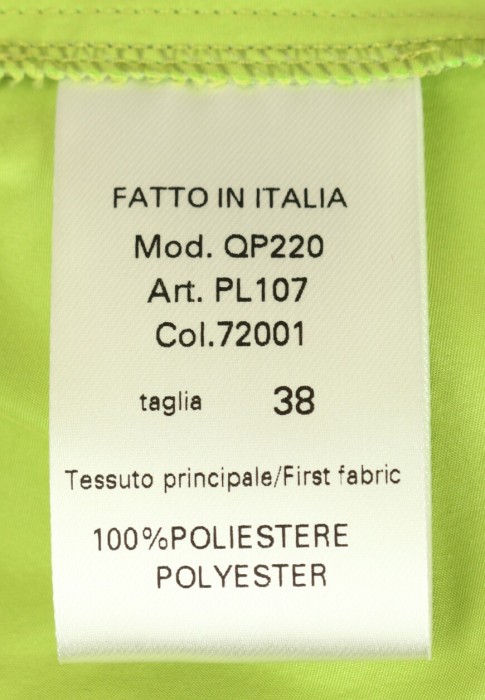 FATTO IN ITALIA
Mod. QP220
Art. PL107
Col.72001
taglia 38
Tessuto principale/First fabric
100%POLIESTERE
POLYESTER